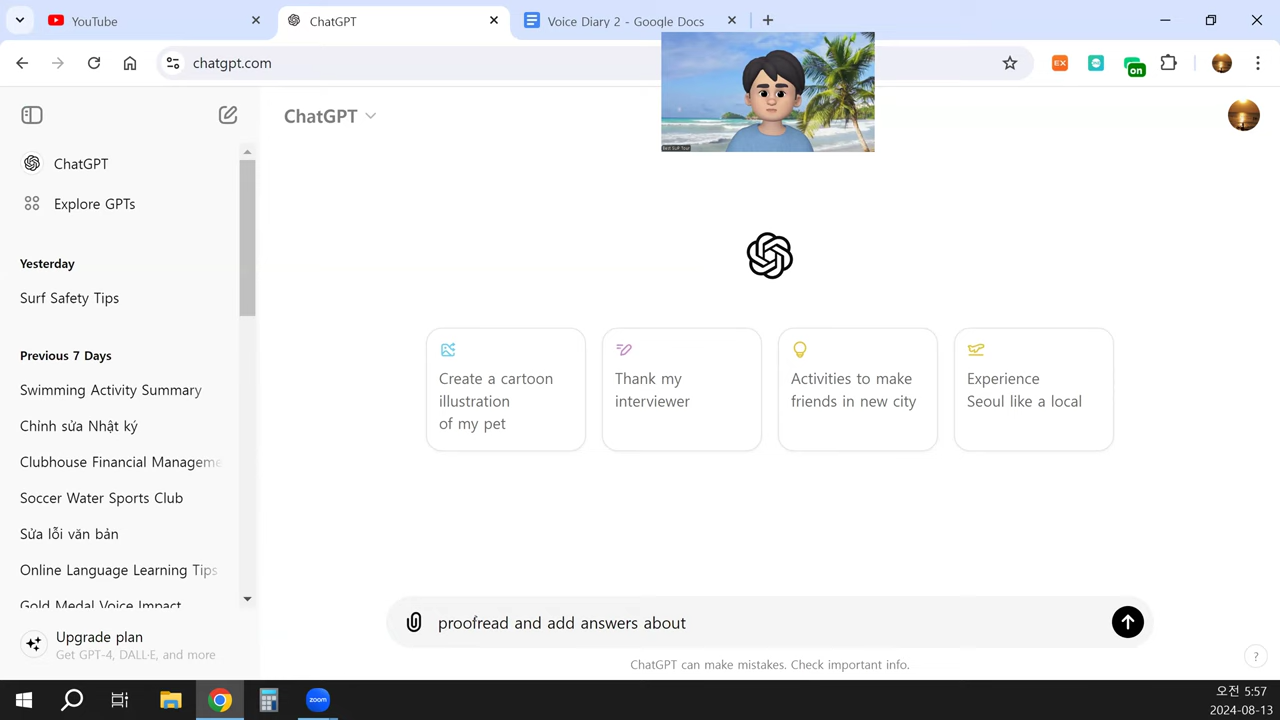 YouTube
ChatGPT
Voice Diary 2 - Google Docs
chatgpt.com
EX
on
ChatGPT
ChatGPT
Explore GPTs
Yesterday
Surf Safety Tips
Previous 7 Days
Swimming Activity Summary
Chỉnh sửa Nhật ký
Clubhouse Financial Manageme
Soccer Water Sports Club
Sửa lỗi văn bản
Online Language Learning Tips
Gold Medal Voice Impact
Upgrade plan
Get GPT-4, DALL·E, and more
Create a cartoon
illustration
of my pet
Thank my
interviewer
Activities to make
friends in new city
Experience
Seoul like a local
proofread and add answers about
ChatGPT can make mistakes. Check important info.
?
zoom
오전 5:57
2024-08-13